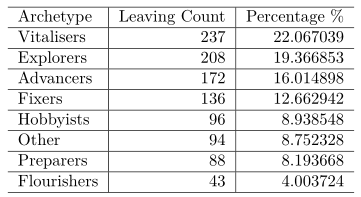 Archetype Leaving Count Percentage %
Vitalisers 237 22.067039
Explorers 208 19.366853
Advancers 172 16.014898
Fixers 136 12.662942
Hobbyists 96 8.938548
Other 94 8.752328
Preparers 88 8.193668
Flourishers 43 4.003724